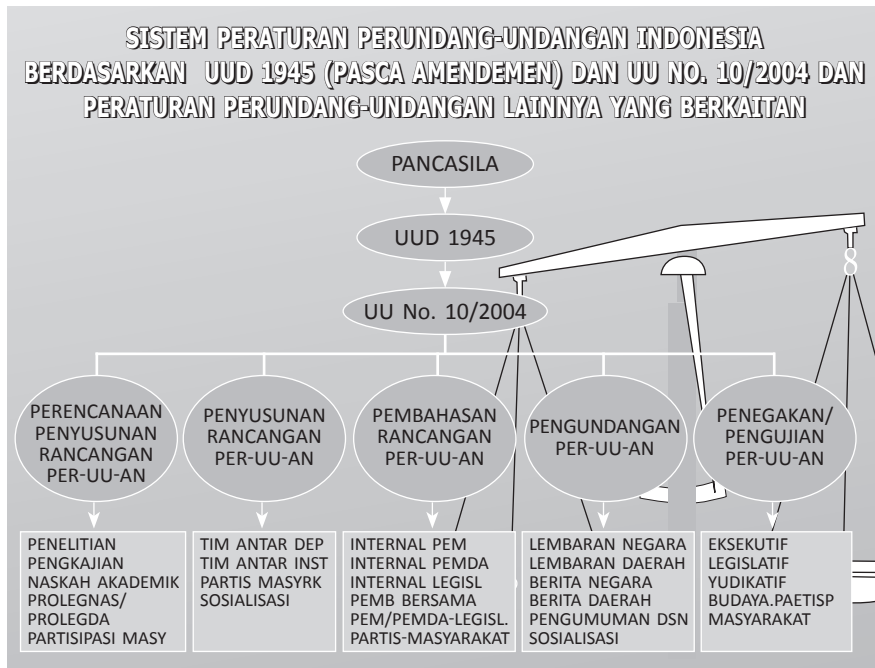 SISTEM PERATURAN PERUNDANG-UNDANGAN INDONESIA
BERDASARKAN UUD 1945 (PASCA AMENDEMEN) DAN UU NO. 10/2004 DAN
PERATURAN PERUNDANG-UNDANGAN LAINNYA YANG BERKAITAN
PANCASILA
UUD 1945
UU No. 10/2004
PERENCANAAN
PENYUSUNAN
RANCANGAN
PER-UU-AN
PENYUSUNAN
RANCANGAN
PER-UU-AN
PEMBAHASAN
RANCANGAN
PER-UU-AN
PENGUNDANGAN
PER-UU-AN
PENEGAKAN/
PENGUJIAN
PER-UU-AN
PENELITIAN
PENGKAJIAN
NASKAH AKADEMIK
PROLEGNAS/
PROLEGDA
PARTISIPASI MASY
TIM ANTAR DEP
TIM ANTAR INST
PARTIS MASYRK
SOSIALISASI
INTERNAL PEM
INTERNAL PEMDA
INTERNAL LEGISL
PEMB BERSAMA
PEM/PEMDA-LEGISL.
PARTIS-MASYARAKAT
LEMBARAN NEGARA
LEMBARAN DAERAH
BERITA NEGARA
BERITA DAERAH
PENGUMUMAN DSN
SOSIALISASI
EKSEKUTIF
LEGISLATIF
YUDIKATIF
BUDAYA.PAETISP
MASYARAKAT